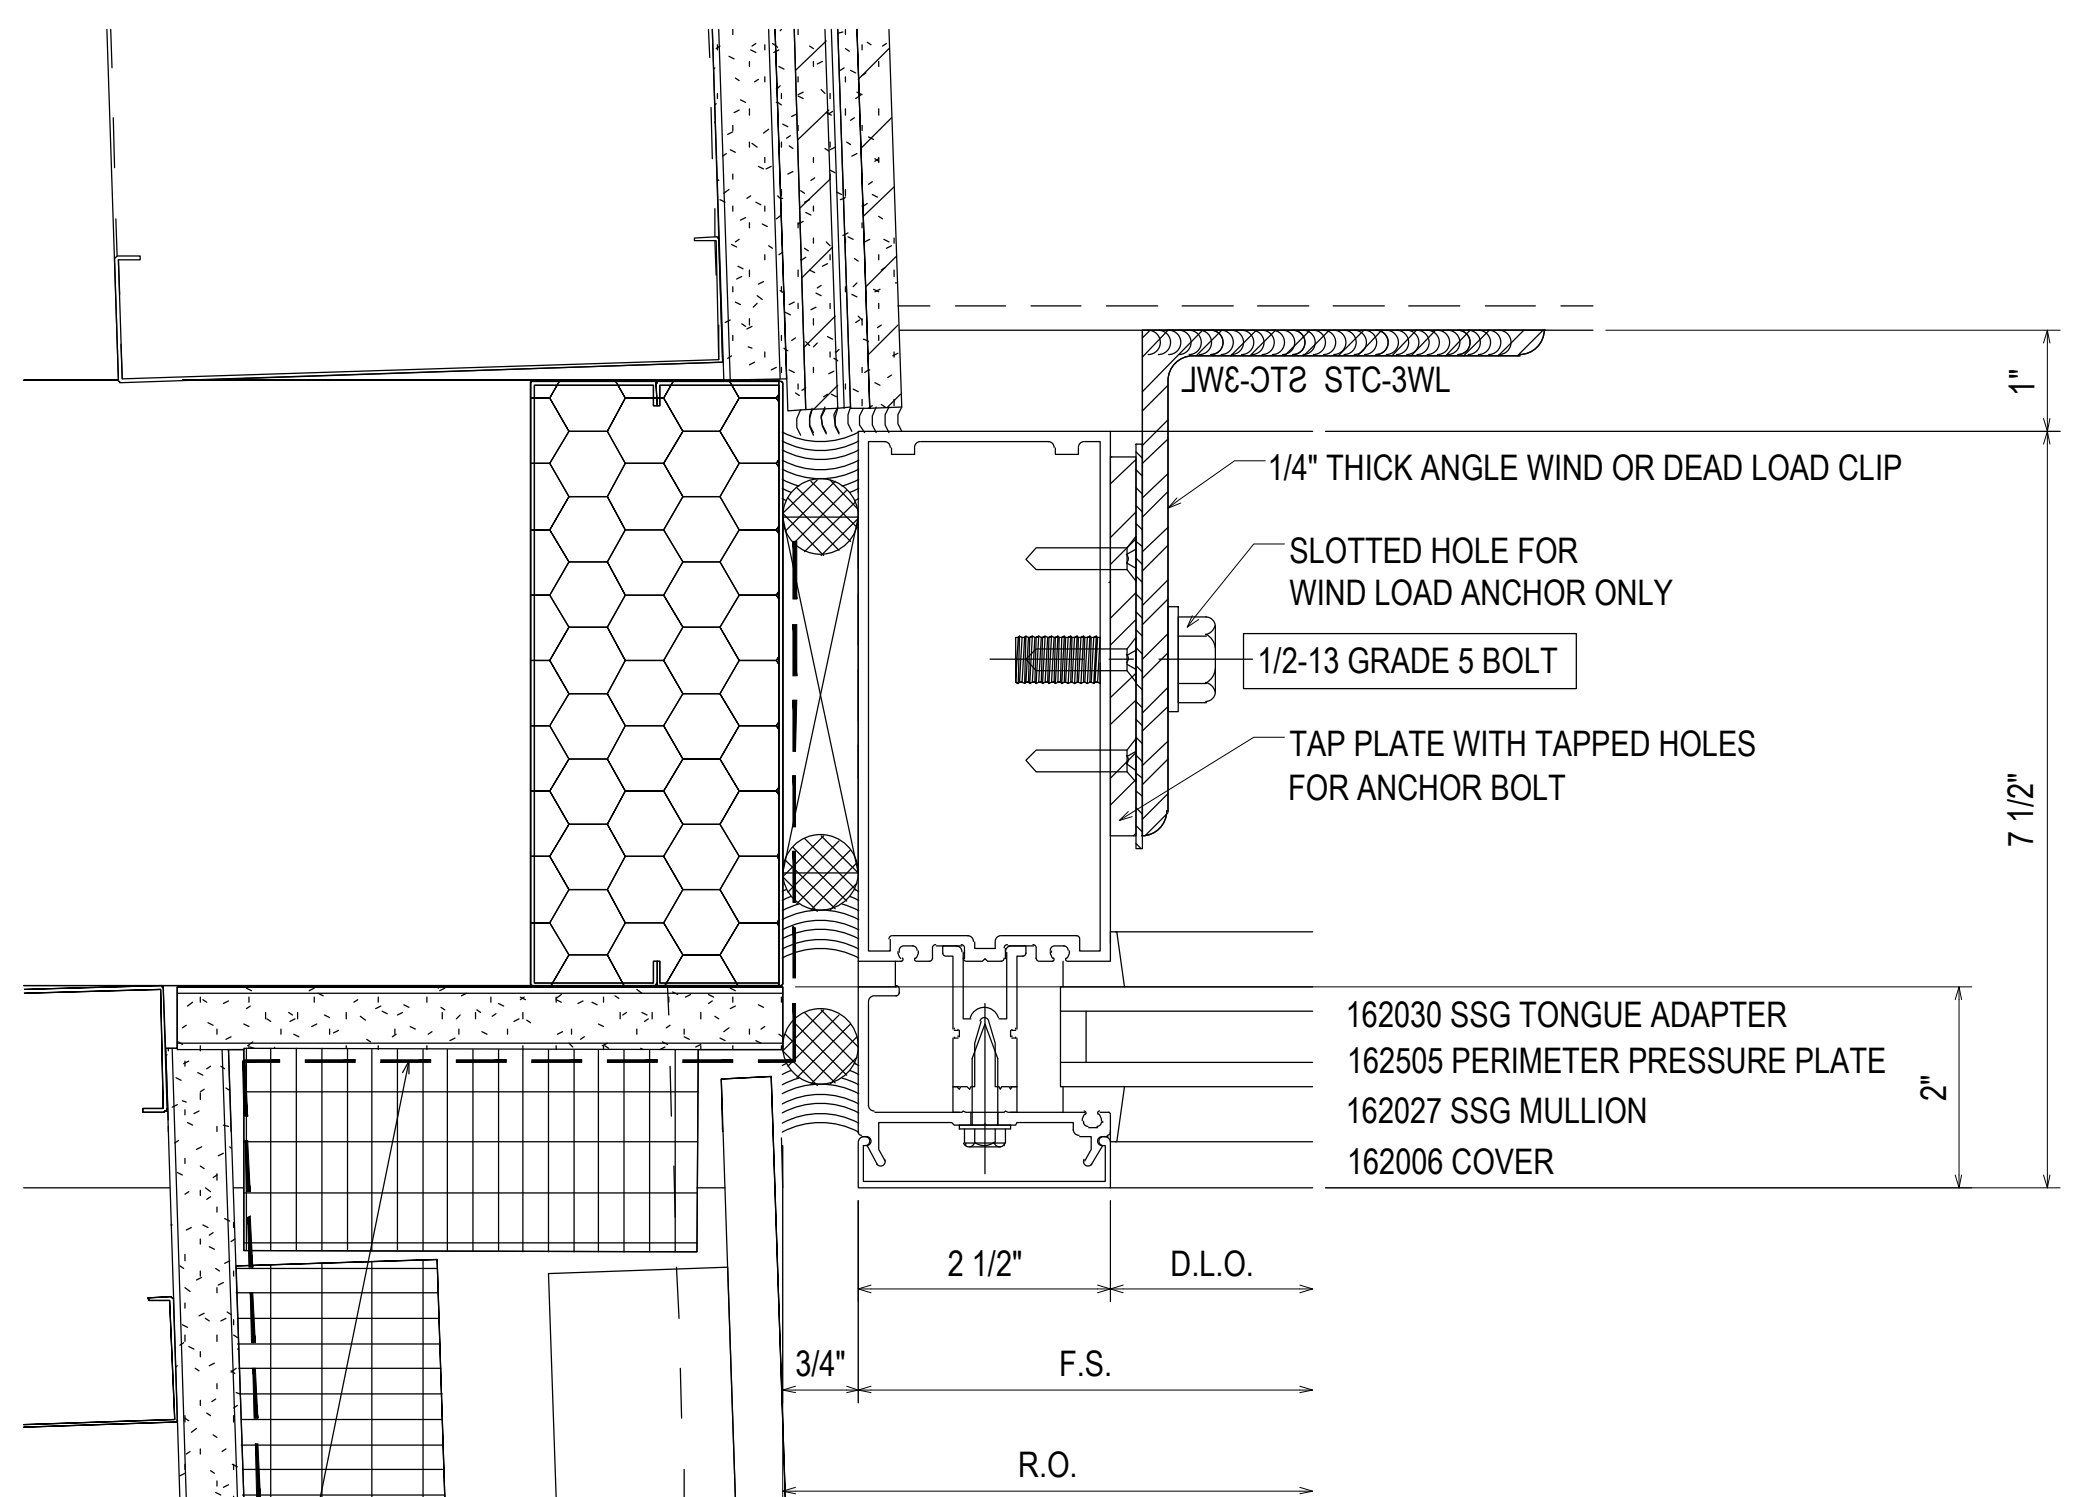 JW3-ƆTS STC-3WL
1"
1/4" THICK ANGLE WIND OR DEAD LOAD CLIP
SLOTTED HOLE FOR
WIND LOAD ANCHOR ONLY
1/2-13 GRADE 5 BOLT
TAP PLATE WITH TAPPED HOLES
FOR ANCHOR BOLT
7 1/2"
162030 SSG TONGUE ADAPTER
162505 PERIMETER PRESSURE PLATE
162027 SSG MULLION
162006 COVER
2"
2 1/2"
D.L.O.
3/4"
F.S.
R.O.